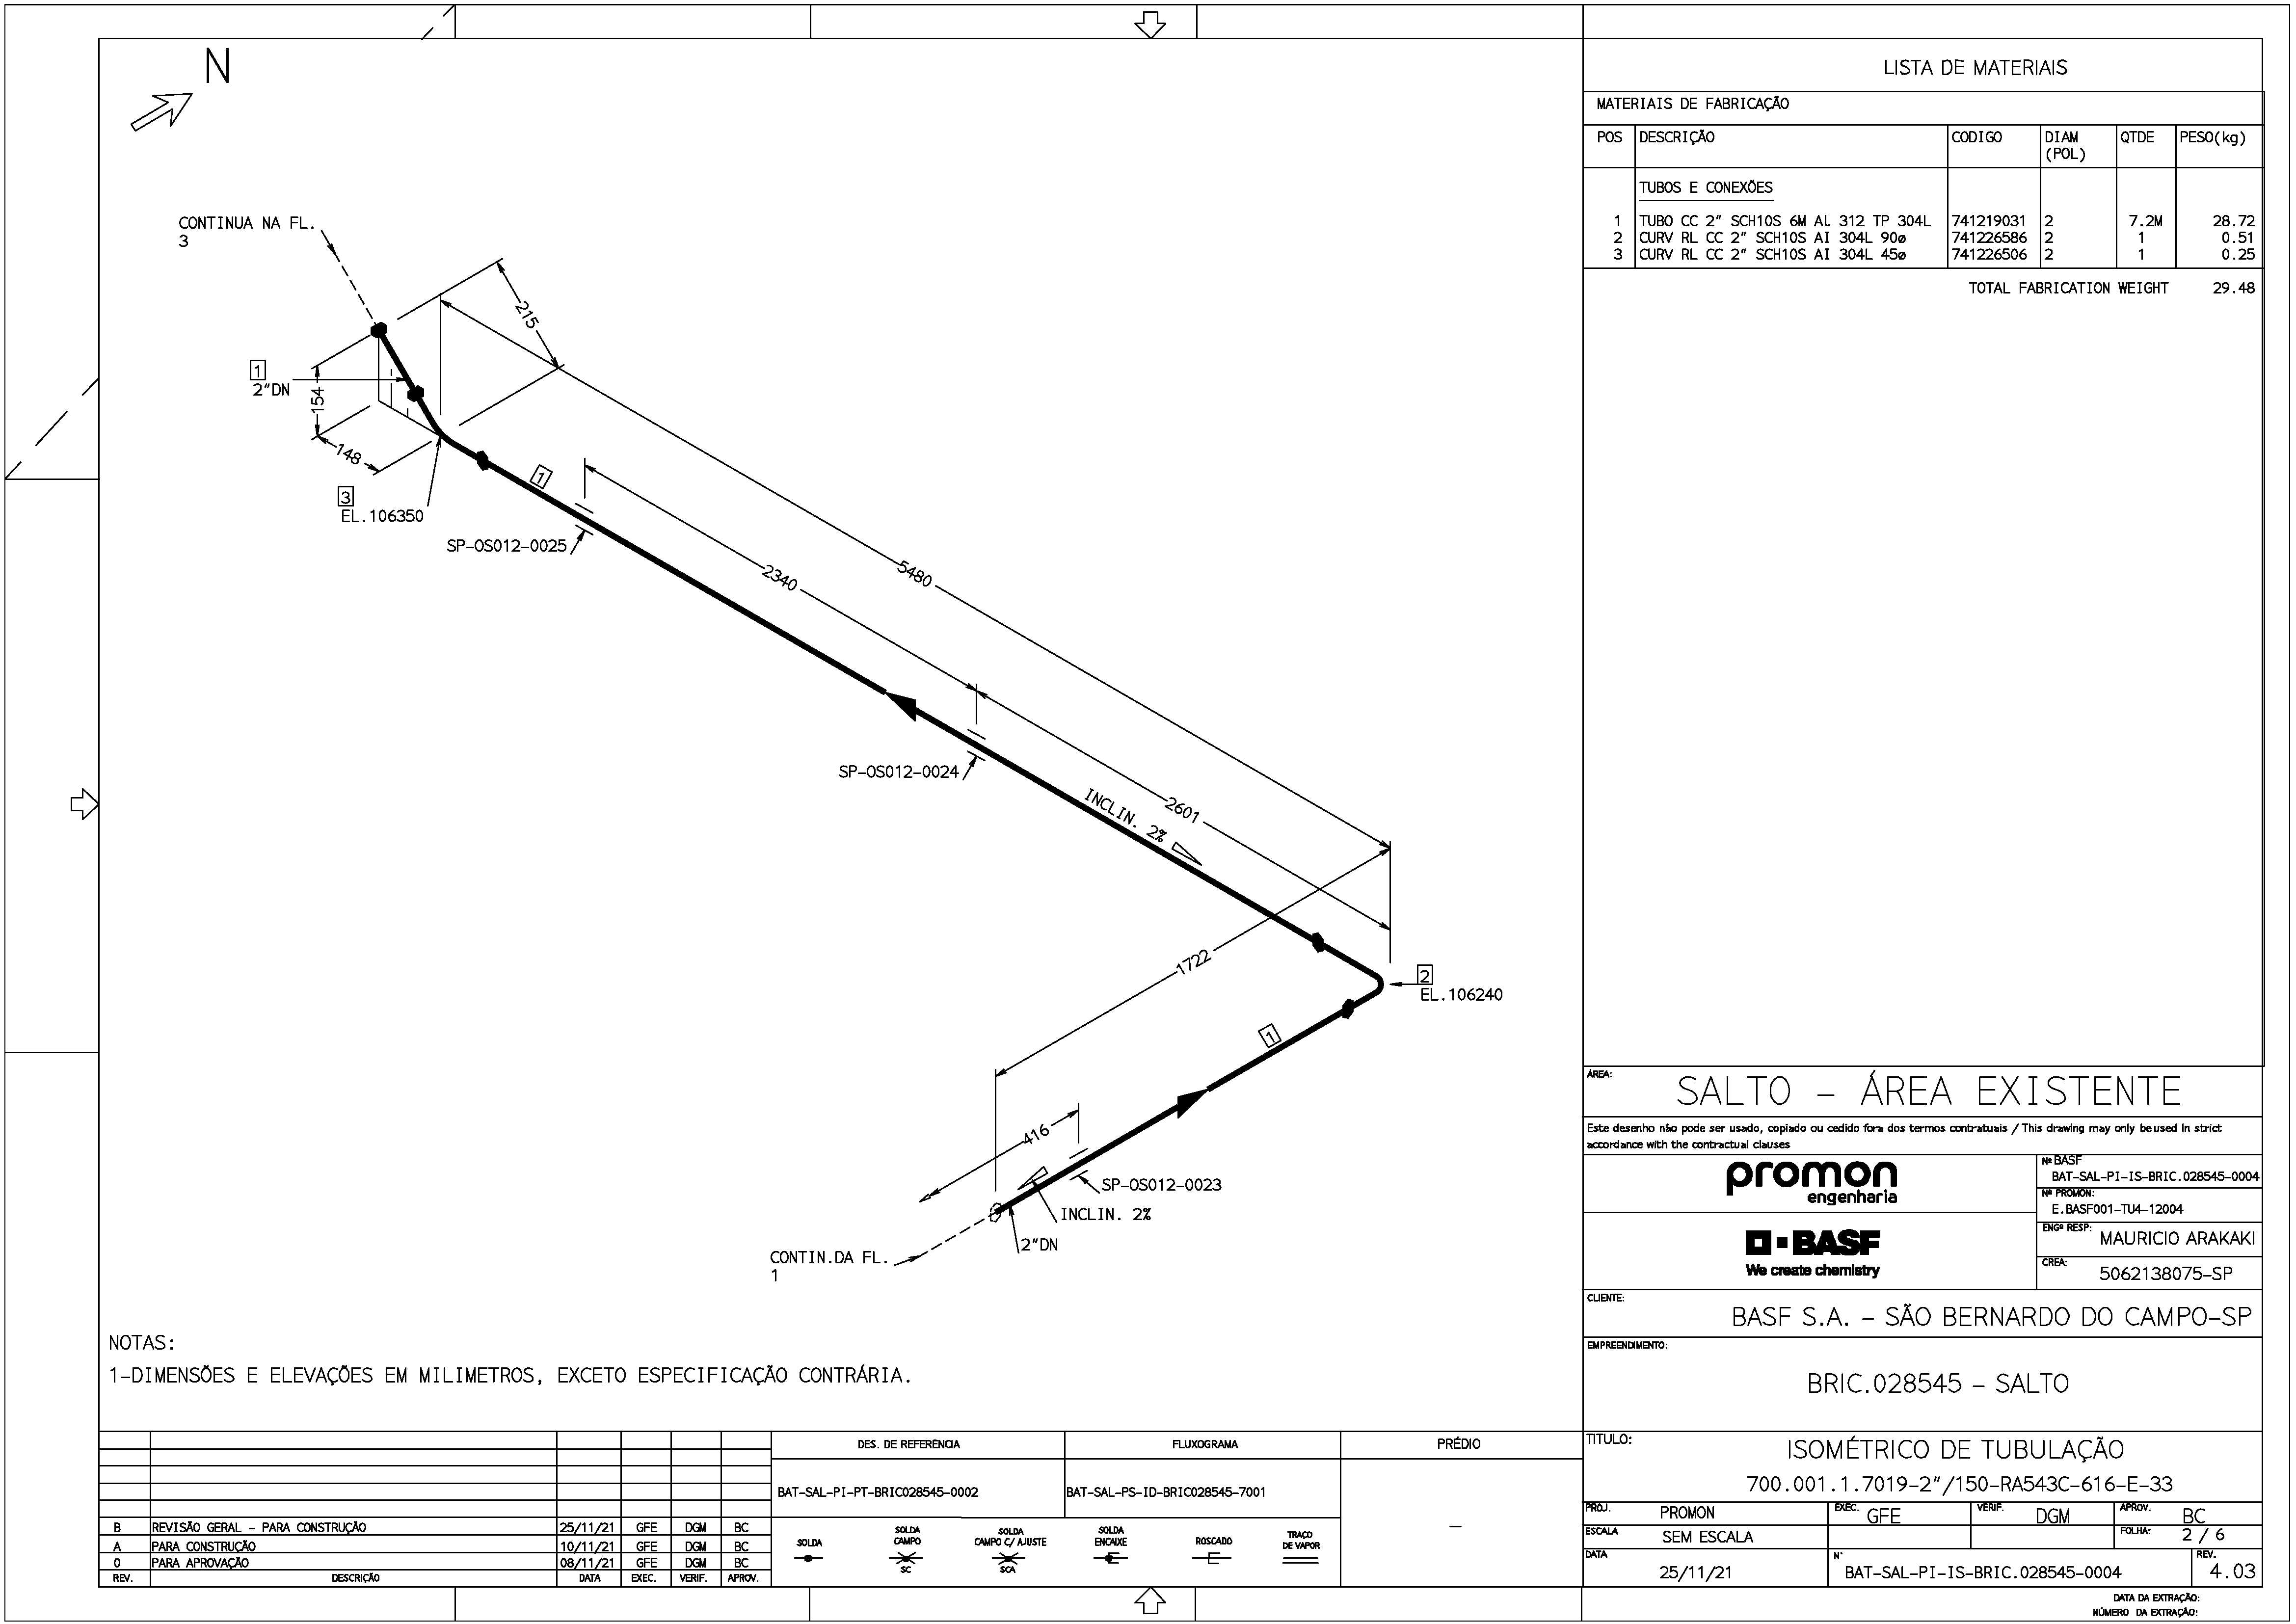 N
CONTINUA NA FL.
3
215
1
2"DN
154
148
3
EL.106350
1
SP-OS012-0025
2340
5480
SP-OS012-0024
INCLIN. 2%
2601
1722
2
EL.106240
1
416
SP-OS012-0023
INCLIN. 2%
2"DN
CONTIN.DA FL.
1
NOTAS:
1-DIMENSÕES E ELEVAÇÕES EM MILIMETROS, EXCETO ESPECIFICAÇÃO CONTRÁRIA.
LISTA DE MATERIAIS
MATERIAIS DE FABRICAÇÃO
POS DESCRIÇÃO CODIGO DIAM (POL) QTDE PESO(kg)
TUBOS E CONEXÕES
1 TUBO CC 2" SCH10S 6M AL 312 TP 304L 741219031 2 7.2M 28.72
2 CURV RL CC 2" SCH10S AI 304L 90ø 741226586 2 1 0.51
3 CURV RL CC 2" SCH10S AI 304L 45ø 741226506 2 1 0.25
TOTAL FABRICATION WEIGHT 29.48
ÁREA:
SALTO - ÁREA EXISTENTE
Este desenho não pode ser usado, copiado ou cedido fora dos termos contratuais / This drawing may only be used in strict
accordance with the contractual clauses
promon
engenharia
Nº BASF
BAT-SAL-PI-IS-BRIC.028545-0004
Nº PROMON:
E.BASF001-TU4-12004
BASF
We create chemistry
ENGº RESP:
MAURICIO ARAKAKI
CREA:
5062138075-SP
CLIENTE:
BASF S.A. - SÃO BERNARDO DO CAMPO-SP
EMPREENDIMENTO:
BRIC.028545 - SALTO
TITULO:
ISOMÉTRICO DE TUBULAÇÃO
700.001.1.7019-2"/150-RA543C-616-E-33
PROJ. PROMON EXEC. GFE VERIF. DGM APROV. BC
ESCALA SEM ESCALA FOLHA: 2 / 6
DATA 25/11/21 N° BAT-SAL-PI-IS-BRIC.028545-0004 REV. 4.03
DATA DA EXTRAÇÃO:
NÚMERO DA EXTRAÇÃO:
B REVISÃO GERAL - PARA CONSTRUÇÃO 25/11/21 GFE DGM BC
A PARA CONSTRUÇÃO 10/11/21 GFE DGM BC
0 PARA APROVAÇÃO 08/11/21 GFE DGM BC
REV. DESCRIÇÃO DATA EXEC. VERIF. APROV.
DES. DE REFERÊNCIA FLUXOGRAMA PRÉDIO
BAT-SAL-PI-PT-BRIC028545-0002 BAT-SAL-PS-ID-BRIC028545-7001
-
SOLDA
SOLDA CAMPO
SC
SOLDA CAMPO C/ AJUSTE
SCA
SOLDA ENCAIXE
ROSCADO
TRAÇO DE VAPOR